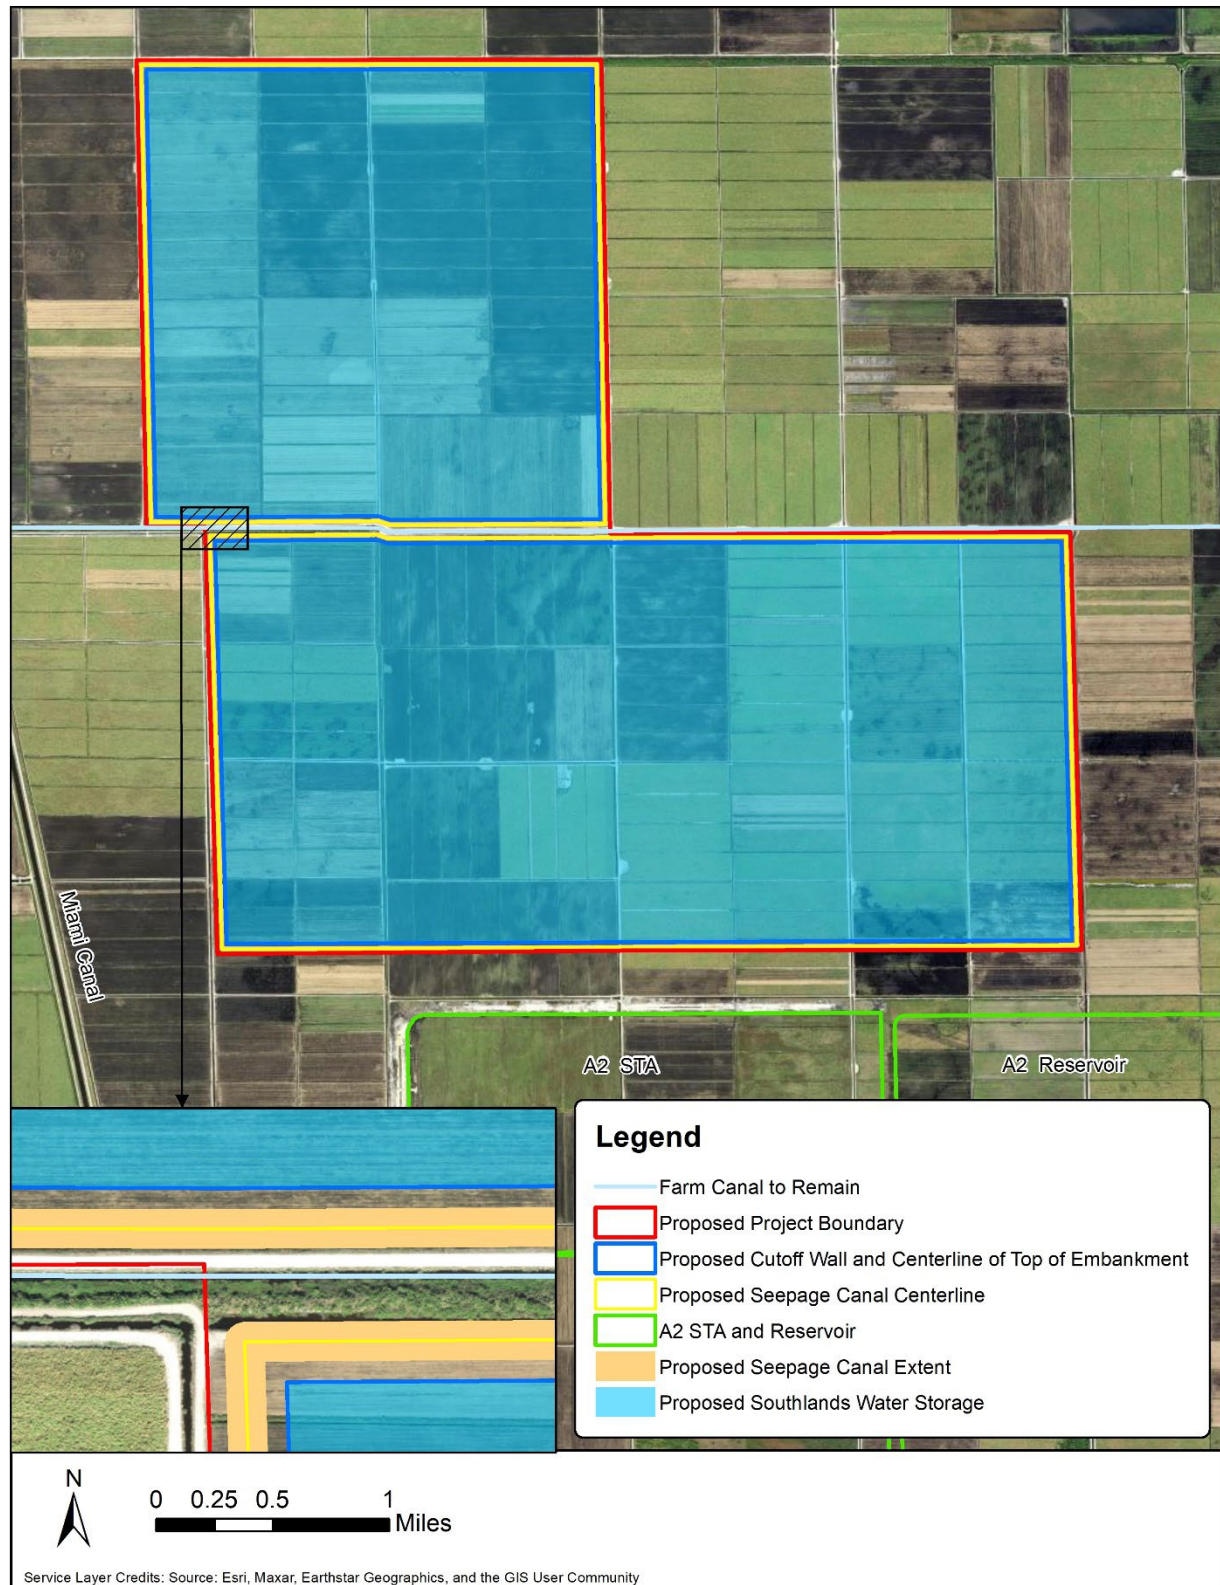 Miami Canal
A2 STA
A2 Reservoir
Legend
Farm Canal to Remain
Proposed Project Boundary
Proposed Cutoff Wall and Centerline of Top of Embankment
Proposed Seepage Canal Centerline
A2 STA and Reservoir
Proposed Seepage Canal Extent
Proposed Southlands Water Storage
N
0 0.25 0.5 1
Miles
Service Layer Credits: Source: Esri, Maxar, Earthstar Geographics, and the GIS User Community